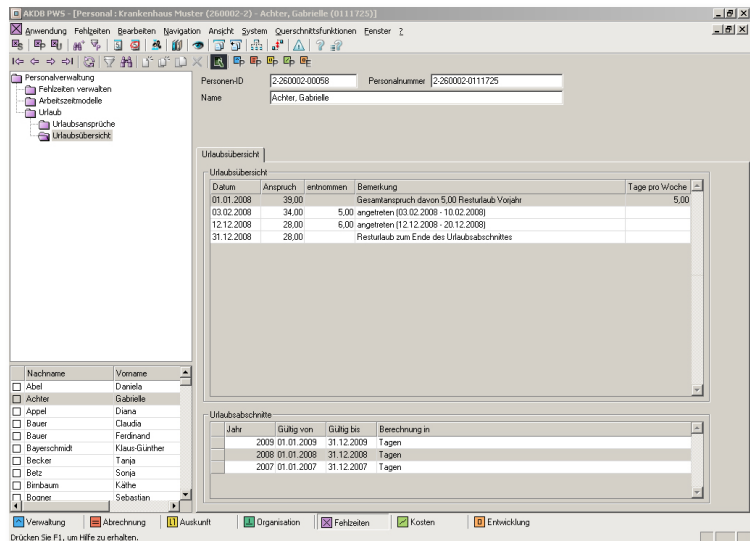 AKDB PWS - [Personal : Krankenhaus Muster (260002-2) - Achter, Gabrielle (0111725)]
Anwendung Fehlzeiten Bearbeiten Navigation Ansicht System Querschnittsfunktionen Fenster ?
Personalverwaltung
Fehlzeiten verwalten
Arbeitszeitmodelle
Urlaub
Urlaubsansprüche
Urlaubsübersicht
Personen-ID 2-260002-00058 Personalnummer 2-260002-0111725
Name Achter, Gabrielle
Urlaubsübersicht
Urlaubsübersicht
Datum Anspruch entnommen Bemerkung Tage pro Woche
01.01.2008 39,00 Gesamtanspruch davon 5,00 Resturlaub Vorjahr 5,00
03.02.2008 34,00 5,00 angetreten (03.02.2008 - 10.02.2008)
12.12.2008 28,00 6,00 angetreten (12.12.2008 - 20.12.2008)
31.12.2008 28,00 Resturlaub zum Ende des Urlaubsabschnittes
Nachname Vorname
Abel Daniela
Achter Gabrielle
Appel Diana
Bauer Claudia
Bauer Ferdinand
Bayerschmidt Klaus-Günther
Becker Tanja
Betz Sonja
Birnbaum Käthe
Bogner Sebastian
Urlaubsabschnitte
Jahr Gültig von Gültig bis Berechnung in
2009 01.01.2009 31.12.2009 Tagen
2008 01.01.2008 31.12.2008 Tagen
2007 01.01.2007 31.12.2007 Tagen
Verwaltung Abrechnung Auskunft Organisation Fehlzeiten Kosten Entwicklung
Drücken Sie F1, um Hilfe zu erhalten.